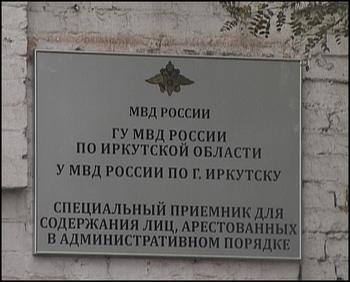 МВД РОССИИ
ГУ МВД РОССИИ
ПО ИРКУТСКОЙ ОБЛАСТИ
У МВД РОССИИ ПО Г. ИРКУТСКУ
СПЕЦИАЛЬНЫЙ ПРИЕМНИК ДЛЯ
СОДЕРЖАНИЯ ЛИЦ, АРЕСТОВАННЫХ
В АДМИНИСТРАТИВНОМ ПОРЯДКЕ